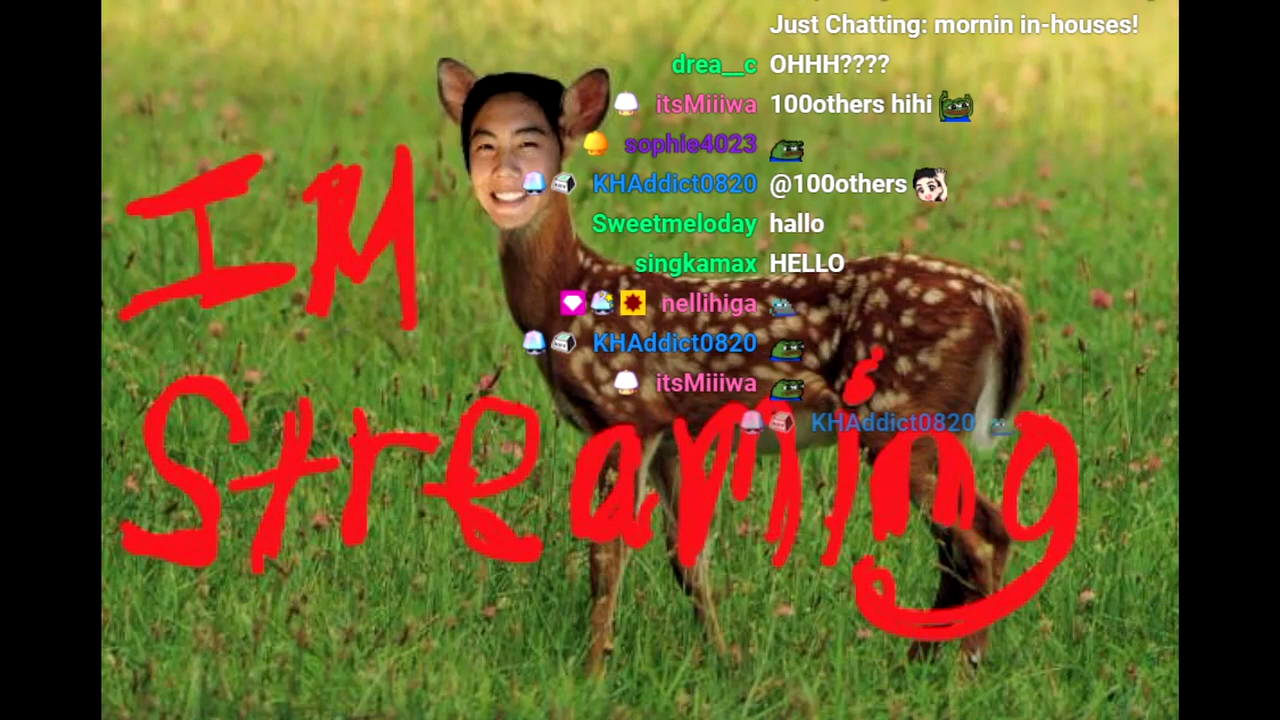 Just Chatting: mornin in-houses!
drea__c OHHH????
itsMiiiwa 100others hihi
sophie4023
KHAddict0820 @100others
Sweetmeloday hallo
singkamax HELLO
nellihiga
KHAddict0820
itsMiiiwa
KHAddict0820
IM
Streaming